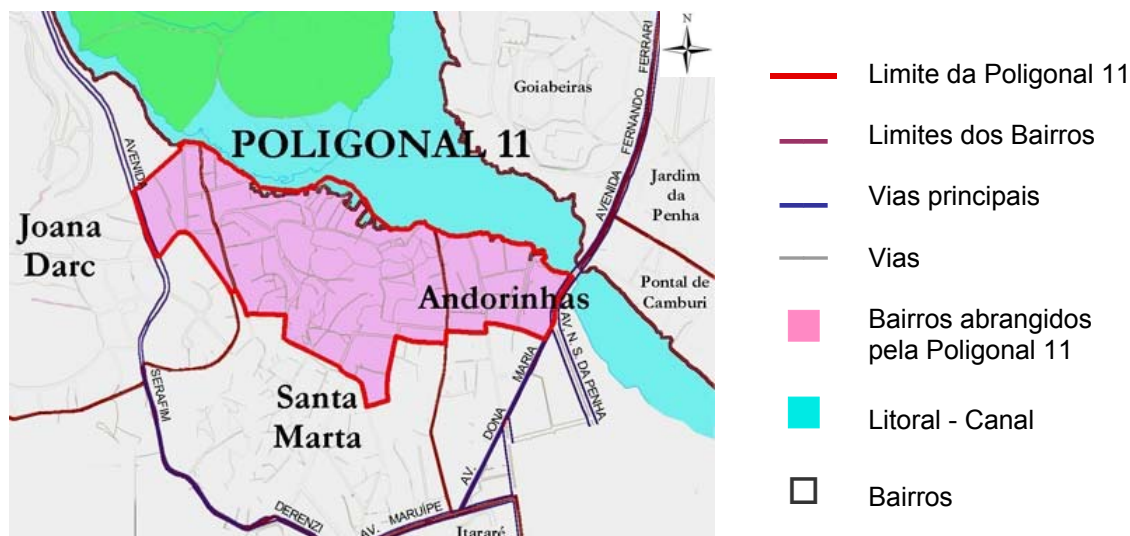 N
Goiabeiras
POLIGONAL 11
AVENIDA
FERNANDO
FERRARI
AVENIDA
Jardim
da
Penha
Joana
Darc
Pontal de
Camburi
Andorinhas
AV. N. S. DA PENHA
MARIA
DONA
AV.
SERAFIM
Santa
Marta
DERENZI
AV. MARUÍPE
Itararé
Limite da Poligonal 11
Limites dos Bairros
Vias principais
Vias
Bairros abrangidos
pela Poligonal 11
Litoral - Canal
Bairros